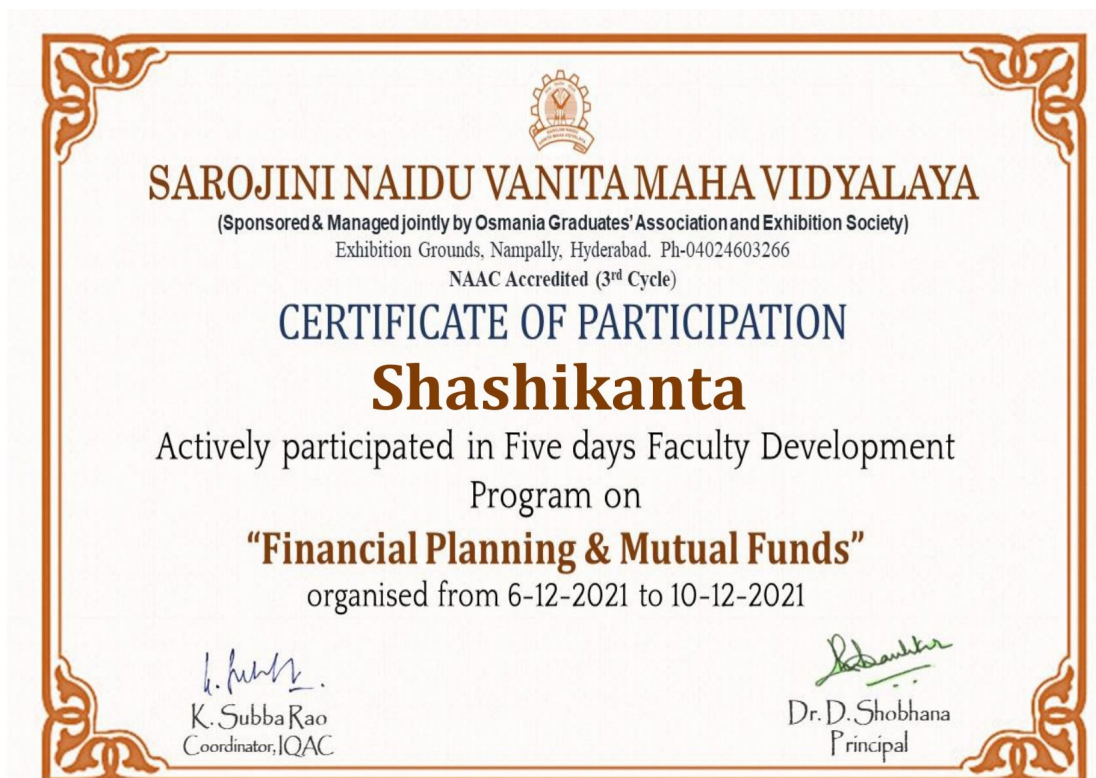 SAROJINI NAIDU VANITA MAHA VIDYALAYA
(Sponsored & Managed jointly by Osmania Graduates' Association and Exhibition Society)
Exhibition Grounds, Nampally, Hyderabad. Ph-04024603266
NAAC Accredited (3rd Cycle)
CERTIFICATE OF PARTICIPATION
Shashikanta
Actively participated in Five days Faculty Development
Program on
“Financial Planning & Mutual Funds”
organised from 6-12-2021 to 10-12-2021
K. Subba Rao
Coordinator, IQAC
Dr. D. Shobhana
Principal